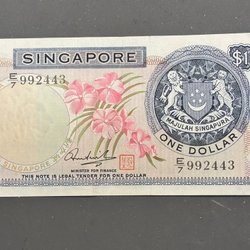 SINGAPORE
$1
E/7 992443
MAJULAH SINGAPURA
ONE DOLLAR
MINISTER FOR FINANCE
E/7 992443
THIS NOTE IS LEGAL TENDER FOR ONE DOLLAR